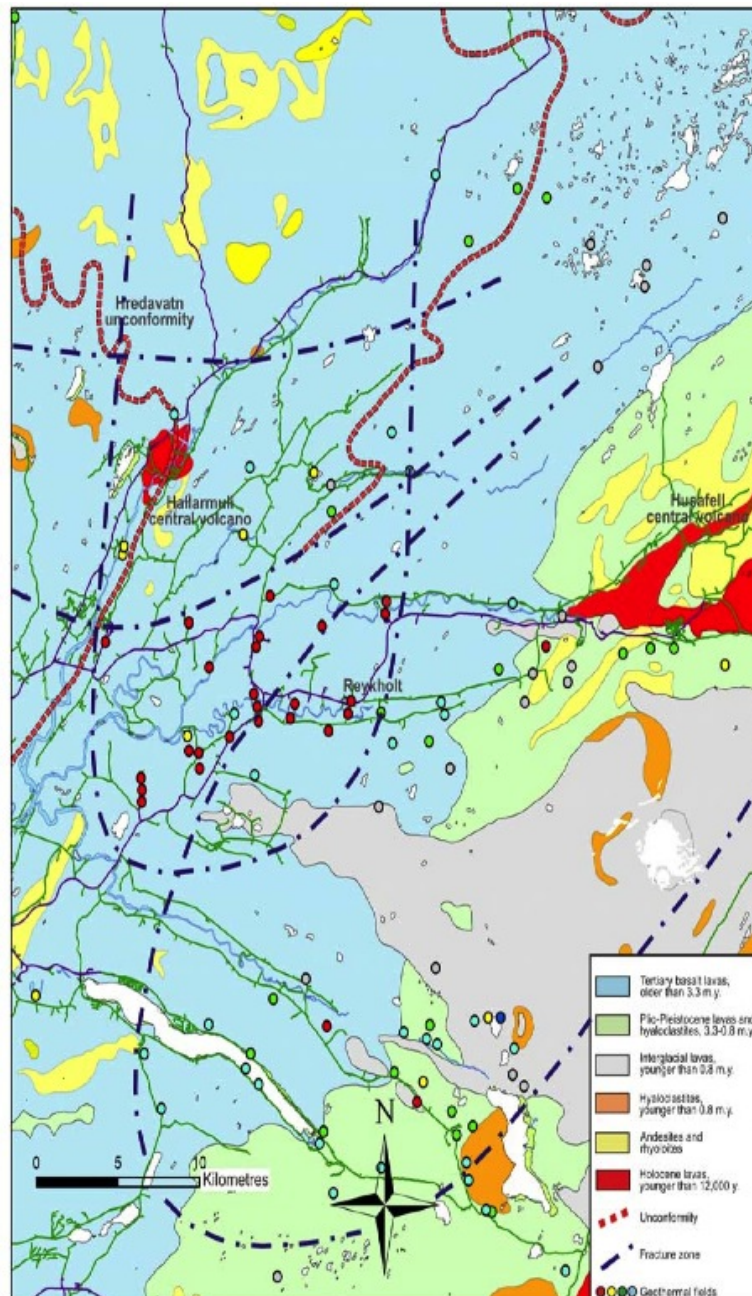 Hredavatn
unconformity
Hallarmuli
central volcano
Husafell
central volcano
Reykholt
N
0 5 10
Kilometres
Tertiary basalt lavas,
older than 3.3 m.y.
Plio-Pleistocene lavas and
hyaloclastites, 3.3-0.8 m.y
Interglacial lavas,
younger than 0.8 m.y.
Hyaloclastites,
younger than 0.8 m.y.
Andesites and
rhyolites
Holocene lavas,
younger than 12,000 y.
Unconformity
Fracture zone
Geothermal fields